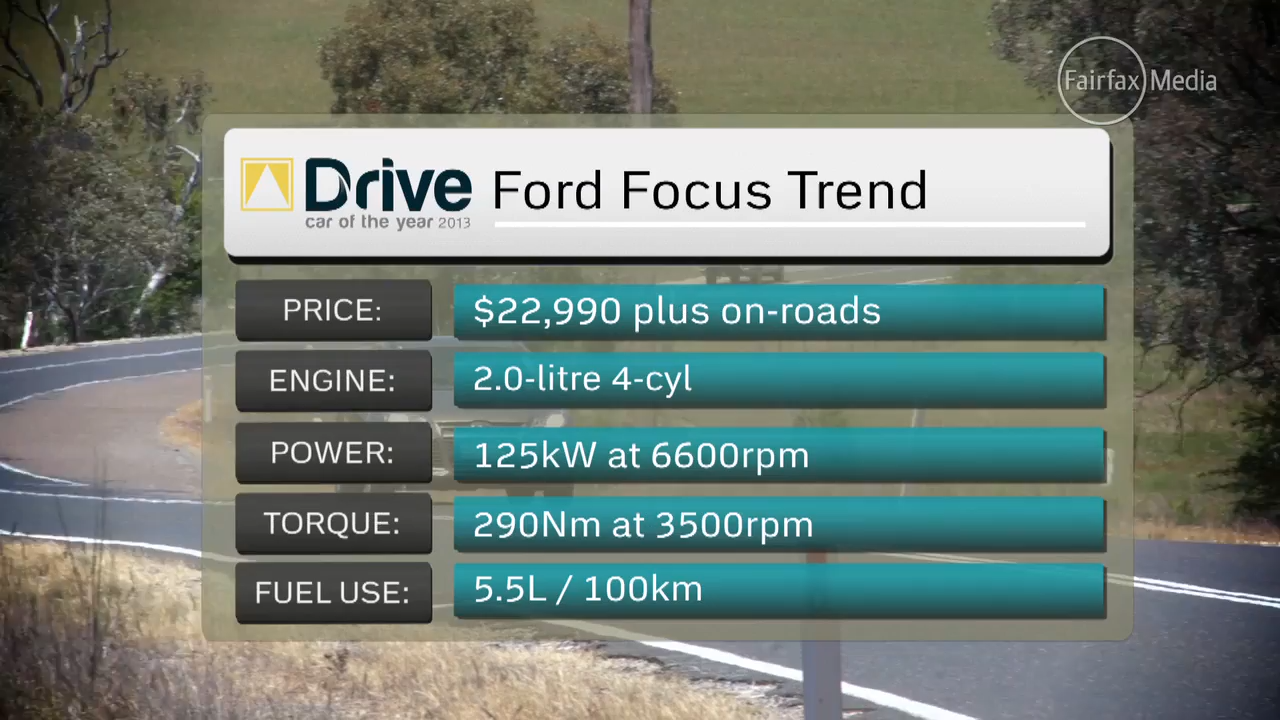 Fairfax Media
Drive
car of the year 2013
Ford Focus Trend
PRICE: $22,990 plus on-roads
ENGINE: 2.0-litre 4-cyl
POWER: 125kW at 6600rpm
TORQUE: 290Nm at 3500rpm
FUEL USE: 5.5L / 100km